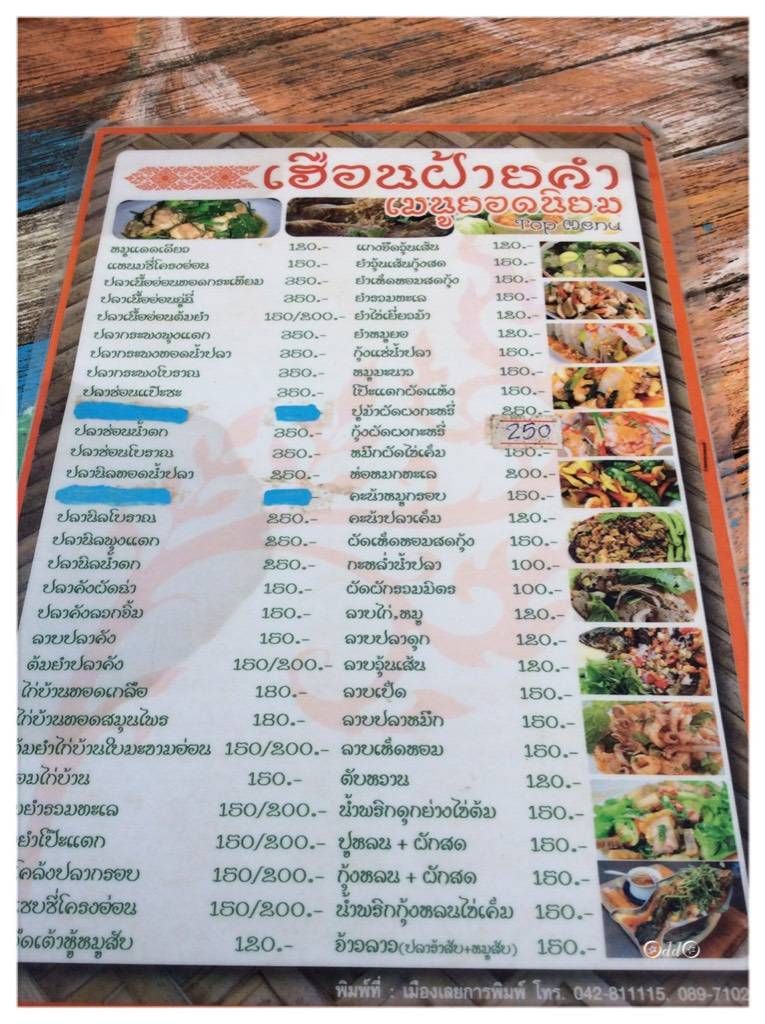 เฮือนฝ้ายคำ
เมนูยอดนิยม
Top Menu
หมูแดดเดียว 120.-
แหนมซี่โครงอ่อน 150.-
ปลาเนื้ออ่อนทอดกระเทียม 350.-
ปลาเนื้ออ่อนฉู่ฉี่ 350.-
ปลาเนื้ออ่อนต้มยำ 150/200.-
ปลากระพงพุงแตก 350.-
ปลากระพงทอดน้ำปลา 350.-
ปลากระพงโบราณ 350.-
ปลาช่อนแป๊ะซะ 350.-
ปลาช่อนน้ำตก 350.-
ปลาช่อนโบราณ 350.-
ปลานิลทอดน้ำปลา 250.-
ปลานิลโบราณ 250.-
ปลานิลพุงแตก 250.-
ปลานิลน้ำตก 250.-
ปลาคังผัดฉ่า 150.-
ปลาคังลวกจิ้ม 150.-
ลาบปลาคัง 150.-
ต้มยำปลาคัง 150/200.-
ไก่บ้านทอดเกลือ 180.-
ไก่บ้านทอดสมุนไพร 180.-
ต้มยำไก่บ้านใบมะขามอ่อน 150/200.-
อมไก่บ้าน 150.-
ยำรวมทะเล 150/200.-
ยำโป๊ะแตก 150/200.-
โคล้งปลากรอบ 150/200.-
แซบซี่โครงอ่อน 150/200.-
ผัดเต้าหู้หมูสับ 120.-
แกงจืดวุ้นเส้น 120.-
ยำวุ้นเส้นกุ้งสด 150.-
ยำเห็ดหอมสดกุ้ง 150.-
ยำรวมทะเล 150.-
ยำไข่เยี่ยวม้า 120.-
ยำหมูยอ 120.-
กุ้งแช่น้ำปลา 150.-
หมูมะนาว 150.-
โป๊ะแตกผัดแห้ง 150.-
ปูม้าผัดผงกะหรี่ 250.-
กุ้งผัดผงกะหรี่ 250
หมึกผัดไข่เค็ม 150.-
ห่อหมกทะเล 200.-
คะน้าหมูกรอบ 150.-
คะน้าปลาเค็ม 120.-
ผัดเห็ดหอมสดกุ้ง 150.-
กะหล่ำน้ำปลา 100.-
ผัดผักรวมมิตร 100.-
ลาบไก่,หมู 120.-
ลาบปลาดุก 120.-
ลาบวุ้นเส้น 120.-
ลาบเป็ด 150.-
ลาบปลาหมึก 150.-
ลาบเห็ดหอม 150.-
ตับหวาน 120.-
น้ำพริกดุกย่างไข่ต้ม 150.-
ปูหลน + ผักสด 150.-
กุ้งหลน + ผักสด 150.-
น้ำพริกกุ้งหลนไข่เค็ม 150.-
จ้าวลาว(ปลาร้าสับ+หมูสับ) 150.-
OddO
พิมพ์ที่ : เมืองเลยการพิมพ์ โทร. 042-811115, 089-7102